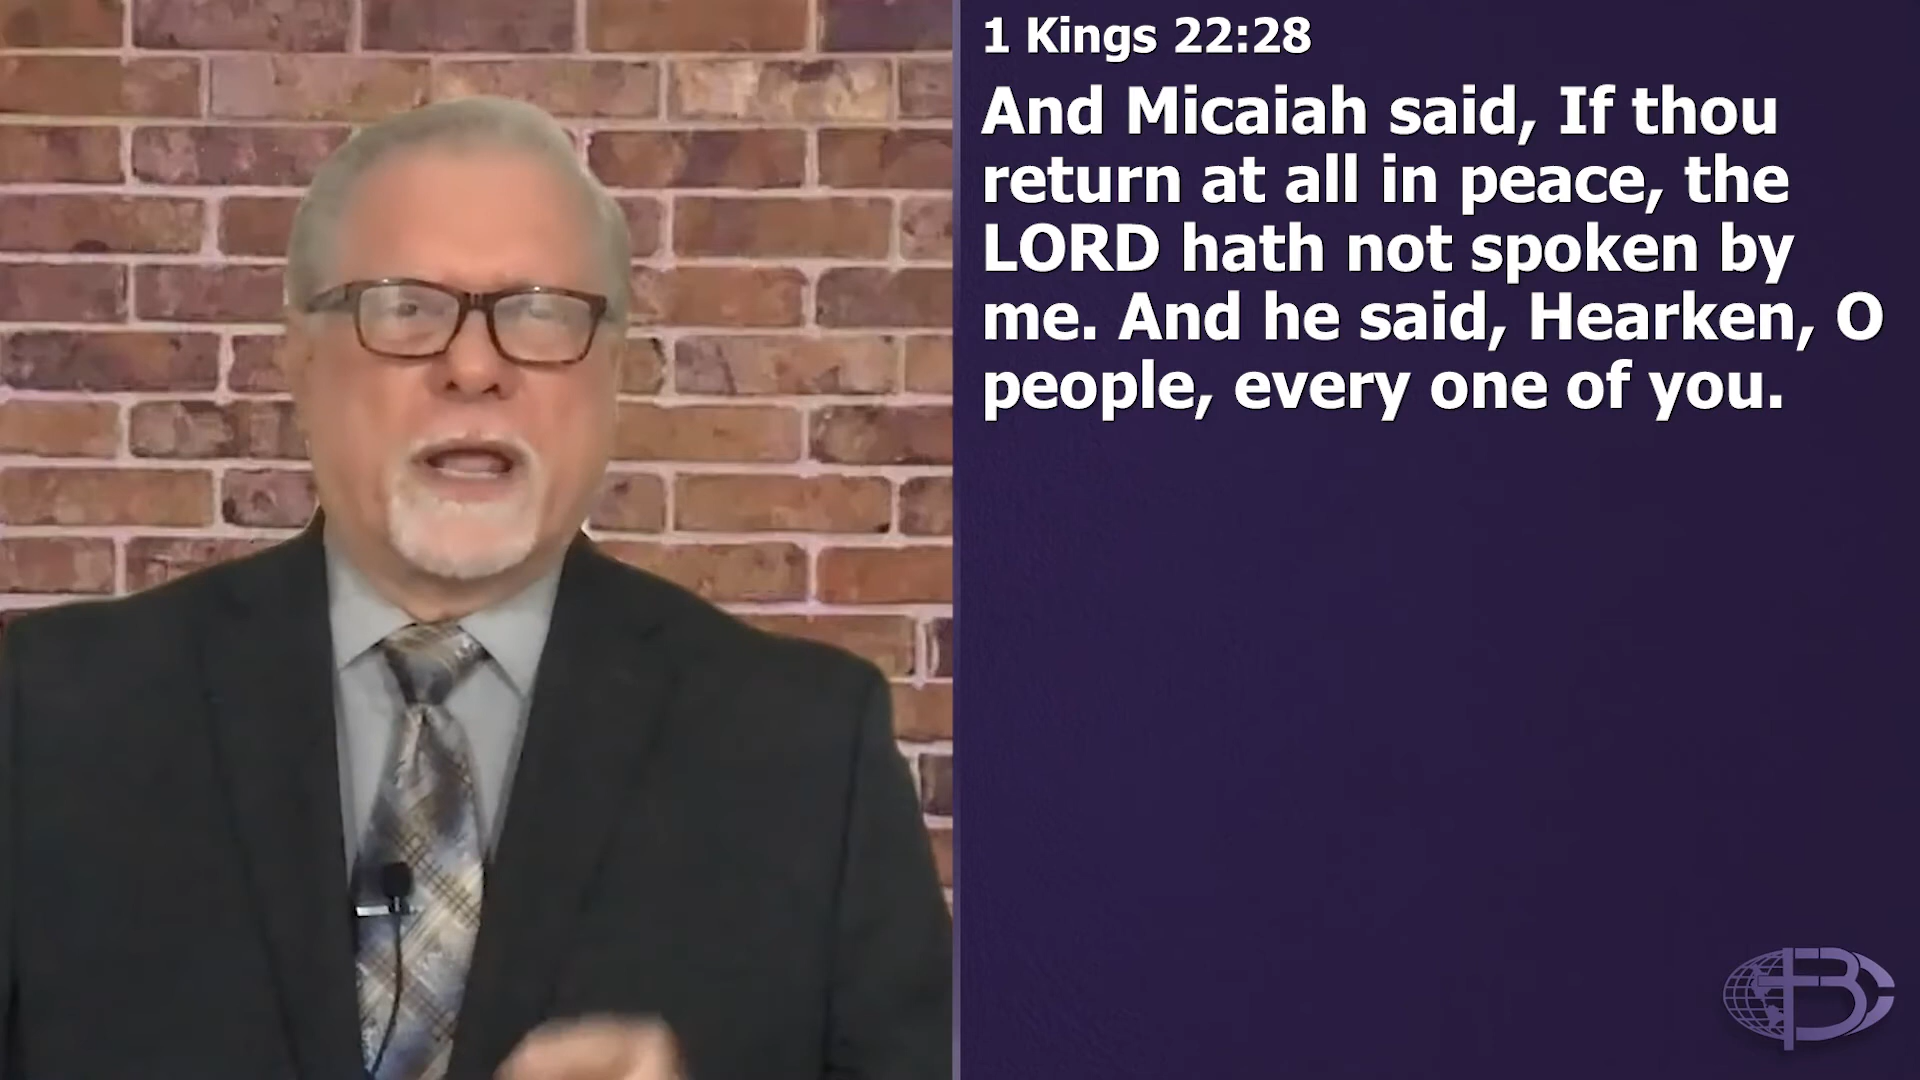 1 Kings 22:28
And Micaiah said, If thou
return at all in peace, the
LORD hath not spoken by
me. And he said, Hearken, O
people, every one of you.
BC